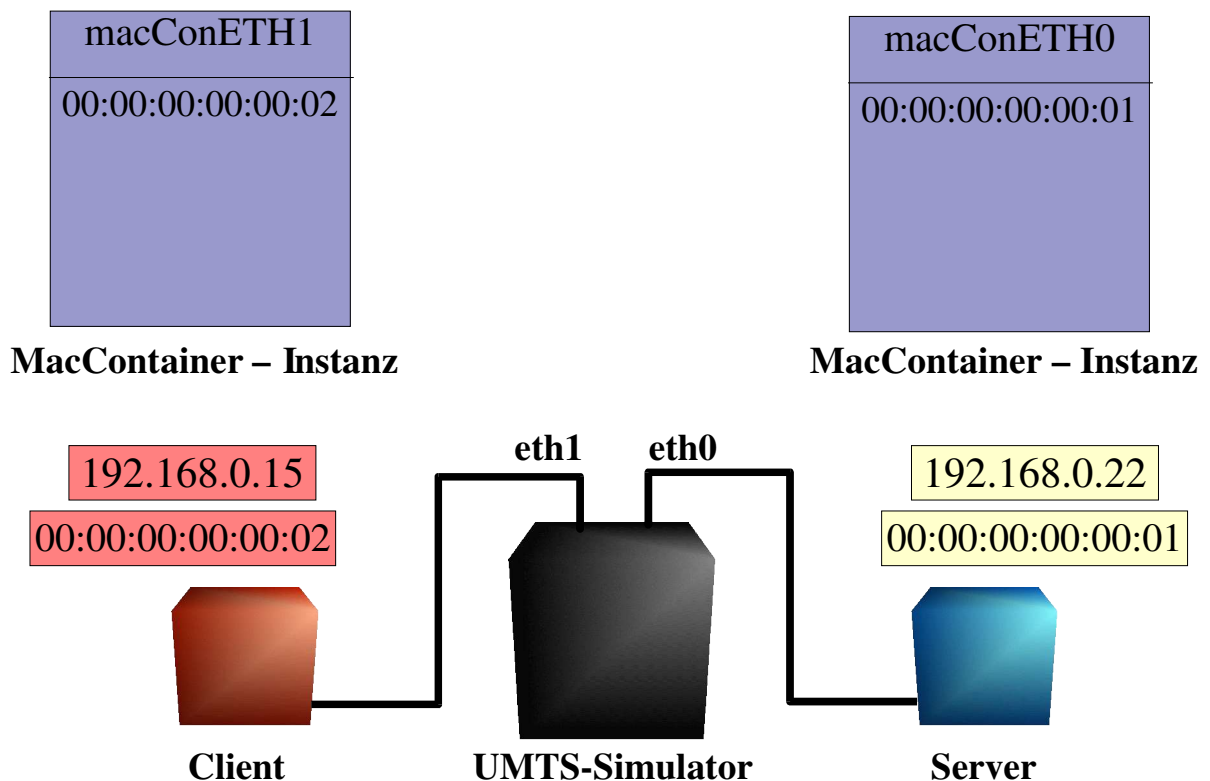 macConETH1
00:00:00:00:00:02
MacContainer – Instanz
macConETH0
00:00:00:00:00:01
MacContainer – Instanz
192.168.0.15
00:00:00:00:00:02
eth1
eth0
192.168.0.22
00:00:00:00:00:01
Client
UMTS-Simulator
Server